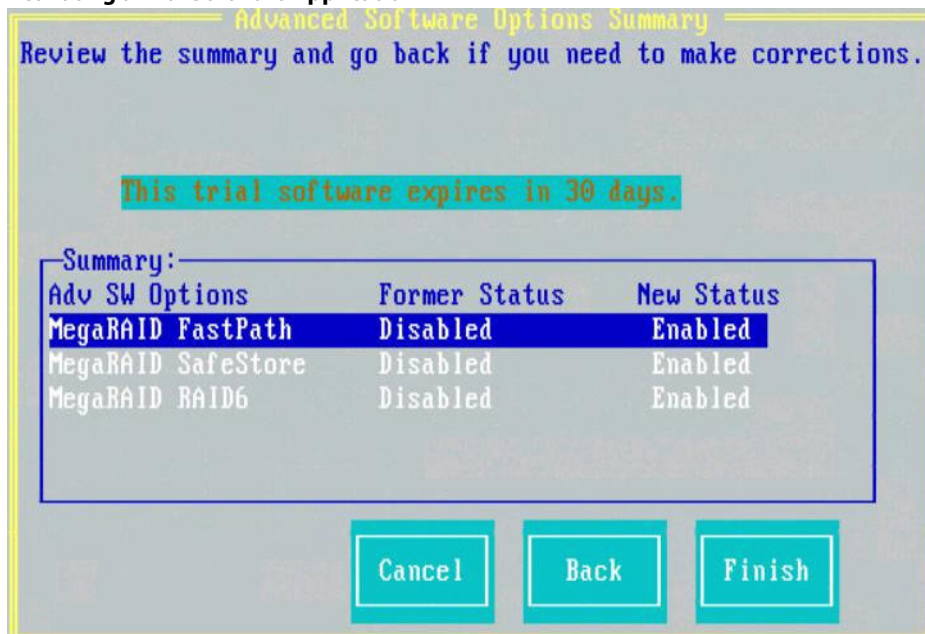 Advanced Software Options Summary
Review the summary and go back if you need to make corrections.
This trial software expires in 30 days.
Summary:
Adv SW Options Former Status New Status
MegaRAID FastPath Disabled Enabled
MegaRAID SafeStore Disabled Enabled
MegaRAID RAID6 Disabled Enabled
Cancel Back Finish